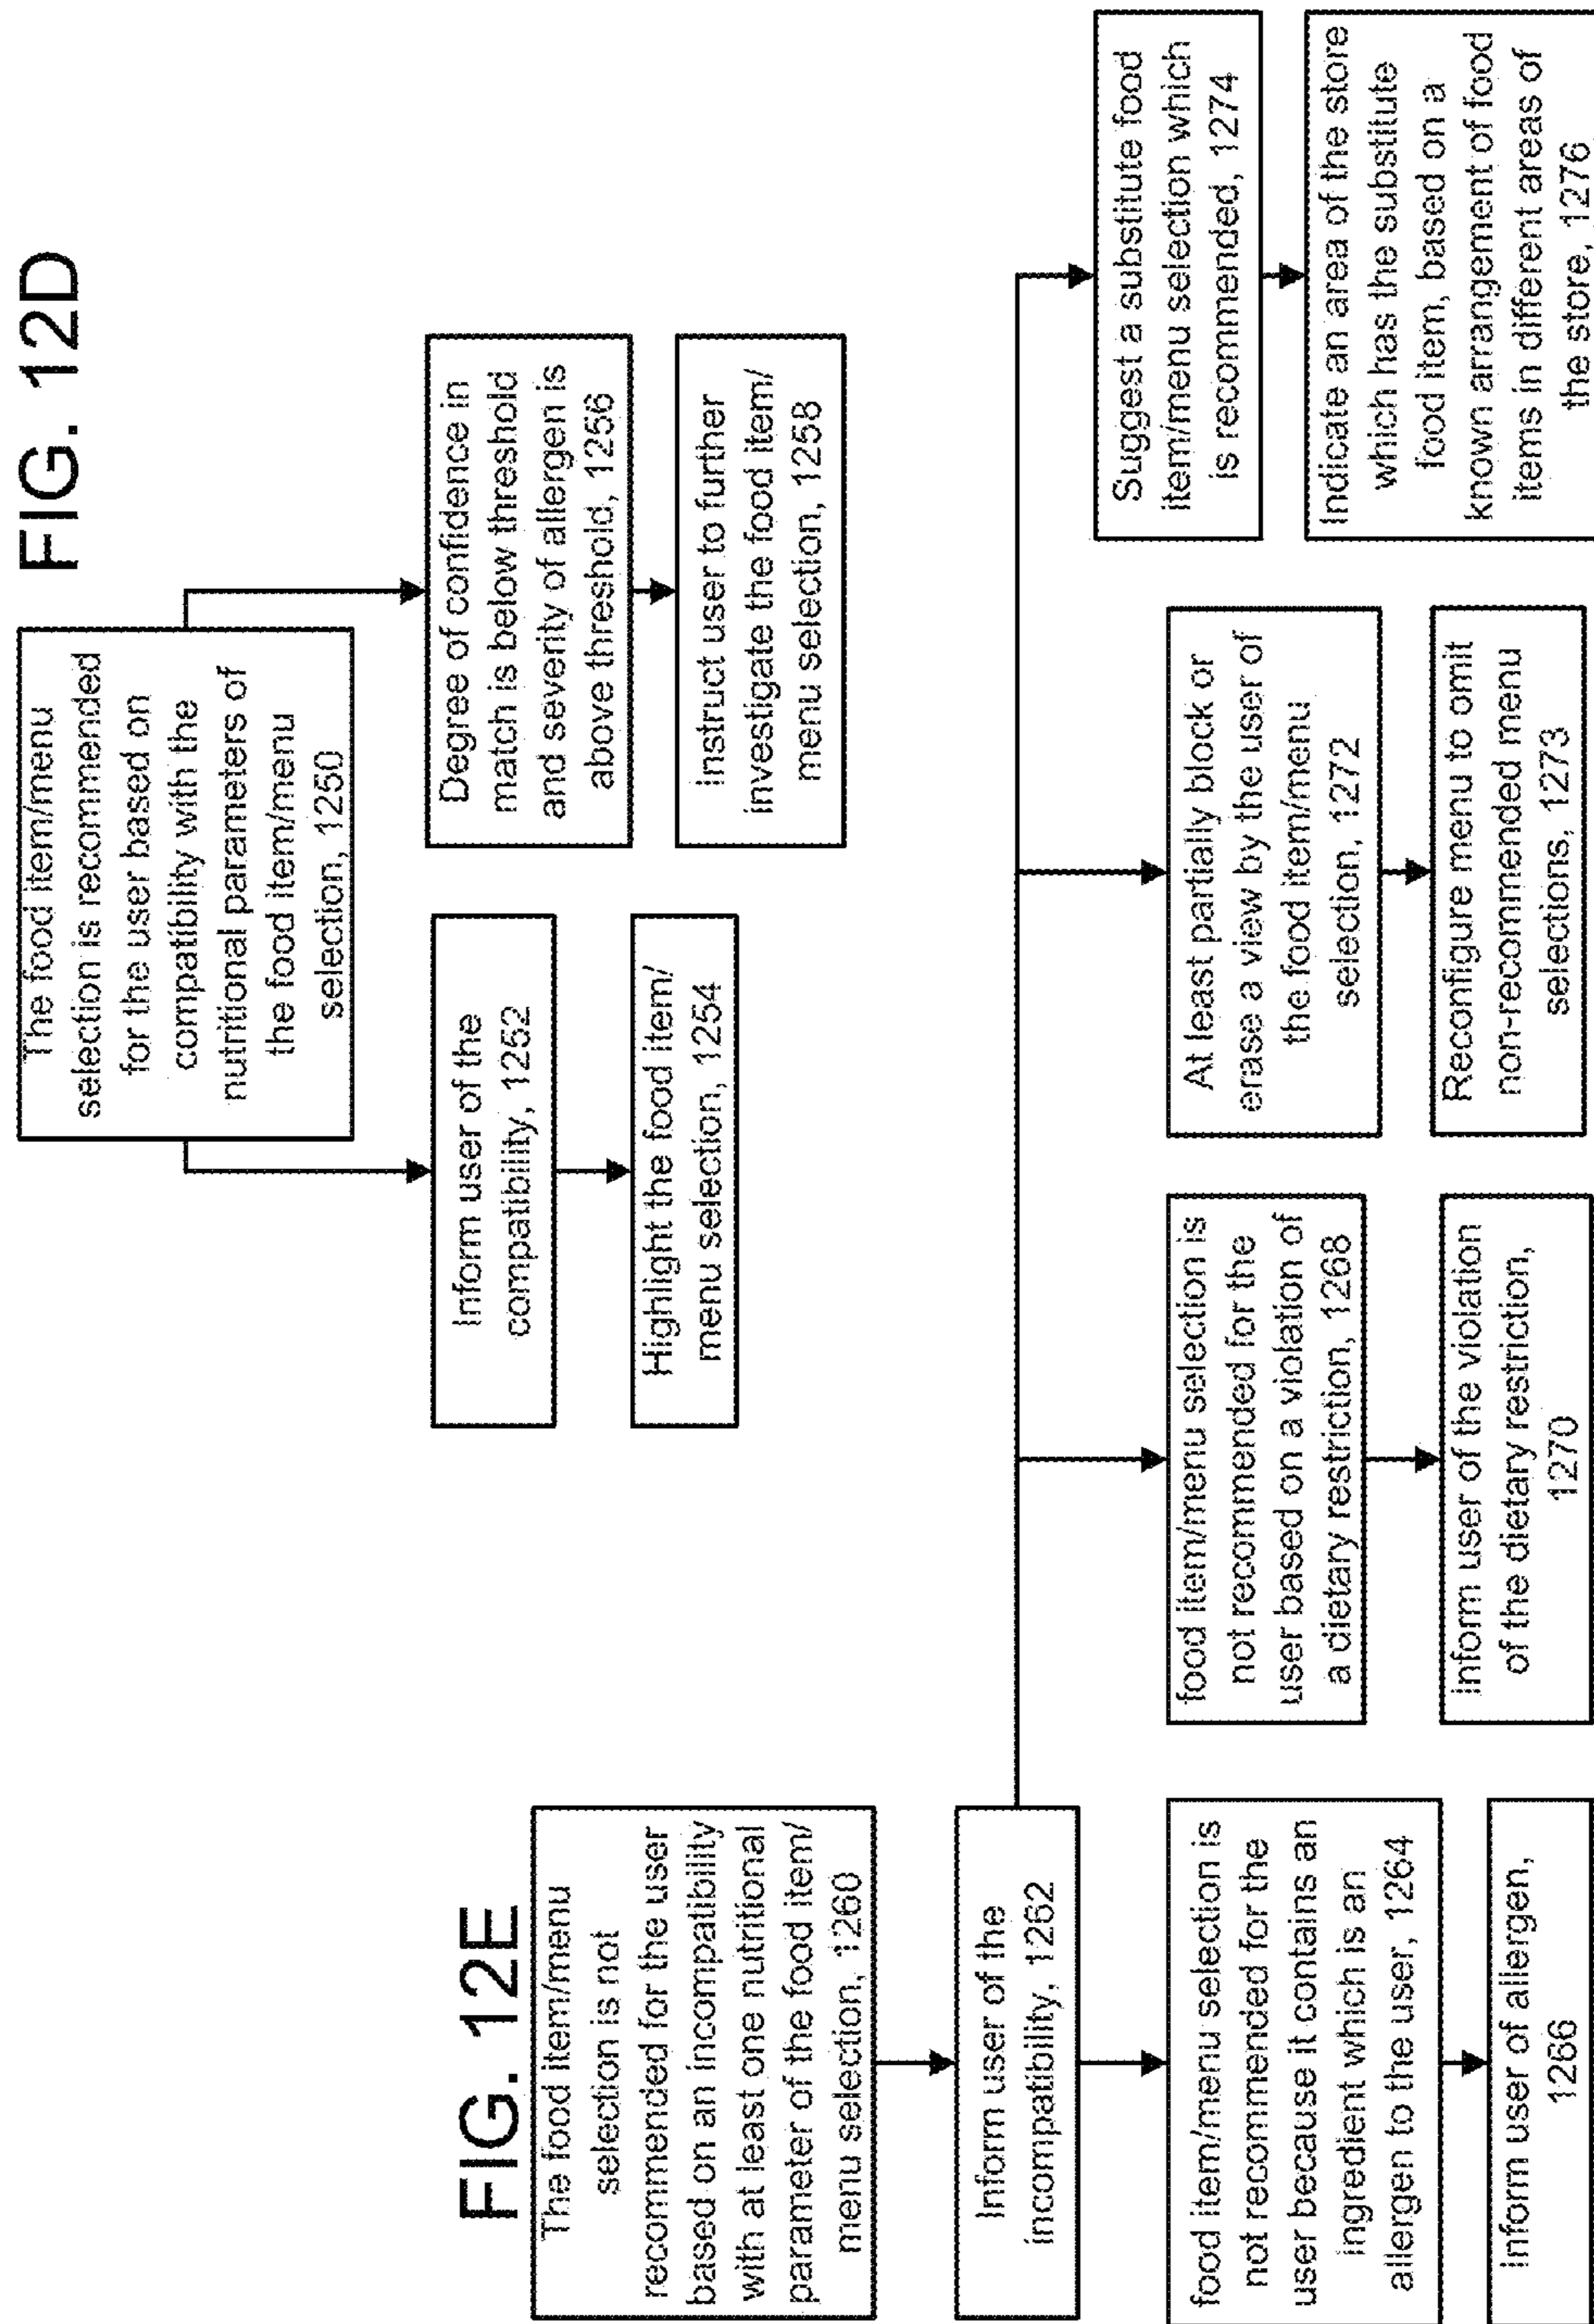 FIG. 12D
The food item/menu
selection is recommended
for the user based on
compatibility with the
nutritional parameters of
the food item/menu
selection, 1250
Inform user of the
compatibility, 1252
Highlight the food item/
menu selection, 1254
Degree of confidence in
match is below threshold
and severity of allergen is
above threshold, 1256
Instruct user to further
investigate the food item/
menu selection, 1258
FIG. 12E
The food item/menu
selection is not
recommended for the user
based on an incompatibility
with at least one nutritional
parameter of the food item/
menu selection, 1260
Inform user of the
incompatibility, 1262
food item/menu selection is
not recommended for the
user because it contains an
ingredient which is an
allergen to the user, 1264
Inform user of allergen,
1266
food item/menu selection is
not recommended for the
user based on a violation of
a dietary restriction, 1268
Inform user of the violation
of the dietary restriction,
1270
At least partially block or
erase a view by the user of
the food item/menu
selection, 1272
Reconfigure menu to omit
non-recommended menu
selections, 1273
Suggest a substitute food
item/menu selection which
is recommended, 1274
Indicate an area of the store
which has the substitute
food item, based on a
known arrangement of food
items in different areas of
the store, 1276